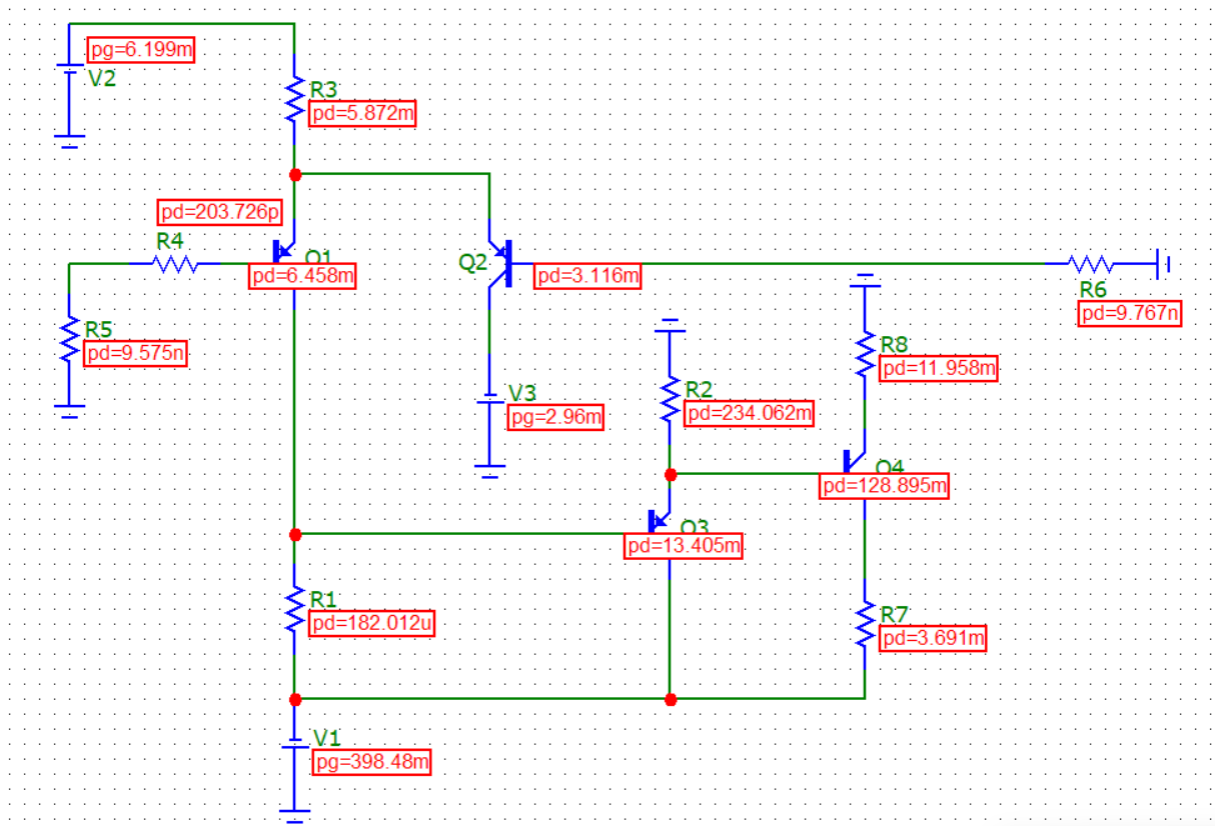 pg=6.199m
V2
R3
pd=5.872m
pd=203.726p
R4
Q1
pd=6.458m
Q2
pd=3.116m
R6
pd=9.767n
R5
pd=9.575n
R8
pd=11.958m
V3
pg=2.96m
R2
pd=234.062m
Q4
pd=128.895m
Q3
pd=13.405m
R1
pd=182.012u
R7
pd=3.691m
V1
pg=398.48m